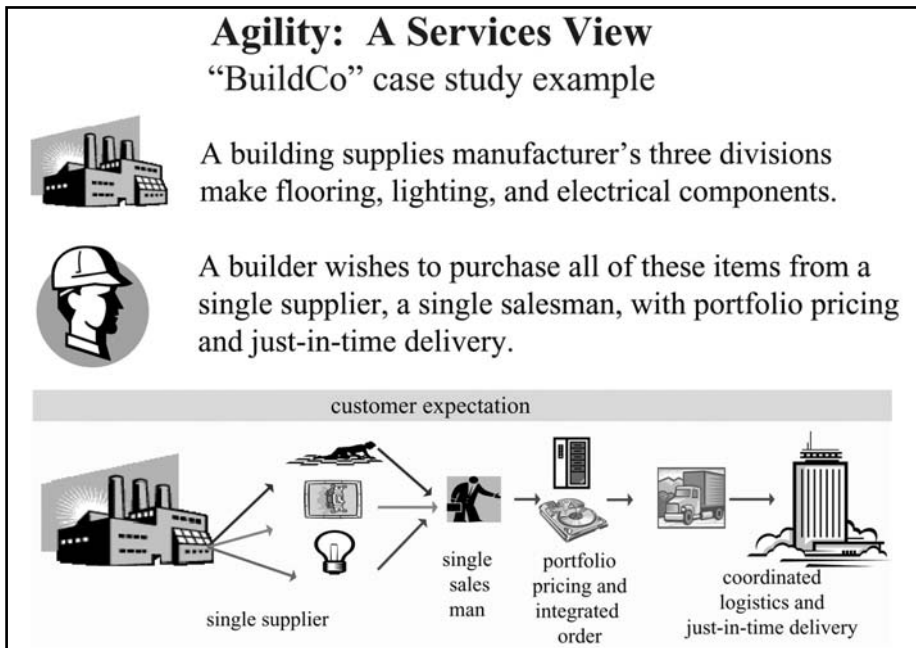 Agility: A Services View
“BuildCo” case study example
A building supplies manufacturer’s three divisions
make flooring, lighting, and electrical components.
A builder wishes to purchase all of these items from a
single supplier, a single salesman, with portfolio pricing
and just-in-time delivery.
customer expectation
single supplier
single
sales
man
portfolio
pricing and
integrated
order
coordinated
logistics and
just-in-time delivery